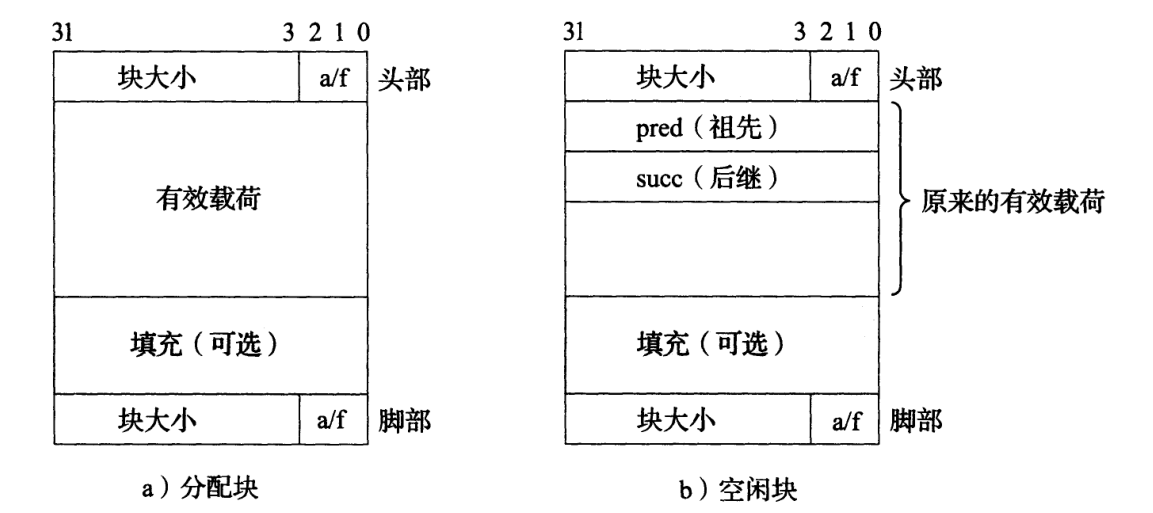 31 3 2 1 0
块大小 a/f 头部
有效载荷
填充（可选）
块大小 a/f 脚部
a）分配块
31 3 2 1 0
块大小 a/f 头部
pred（祖先）
succ（后继）
原来的有效载荷
填充（可选）
块大小 a/f 脚部
b）空闲块